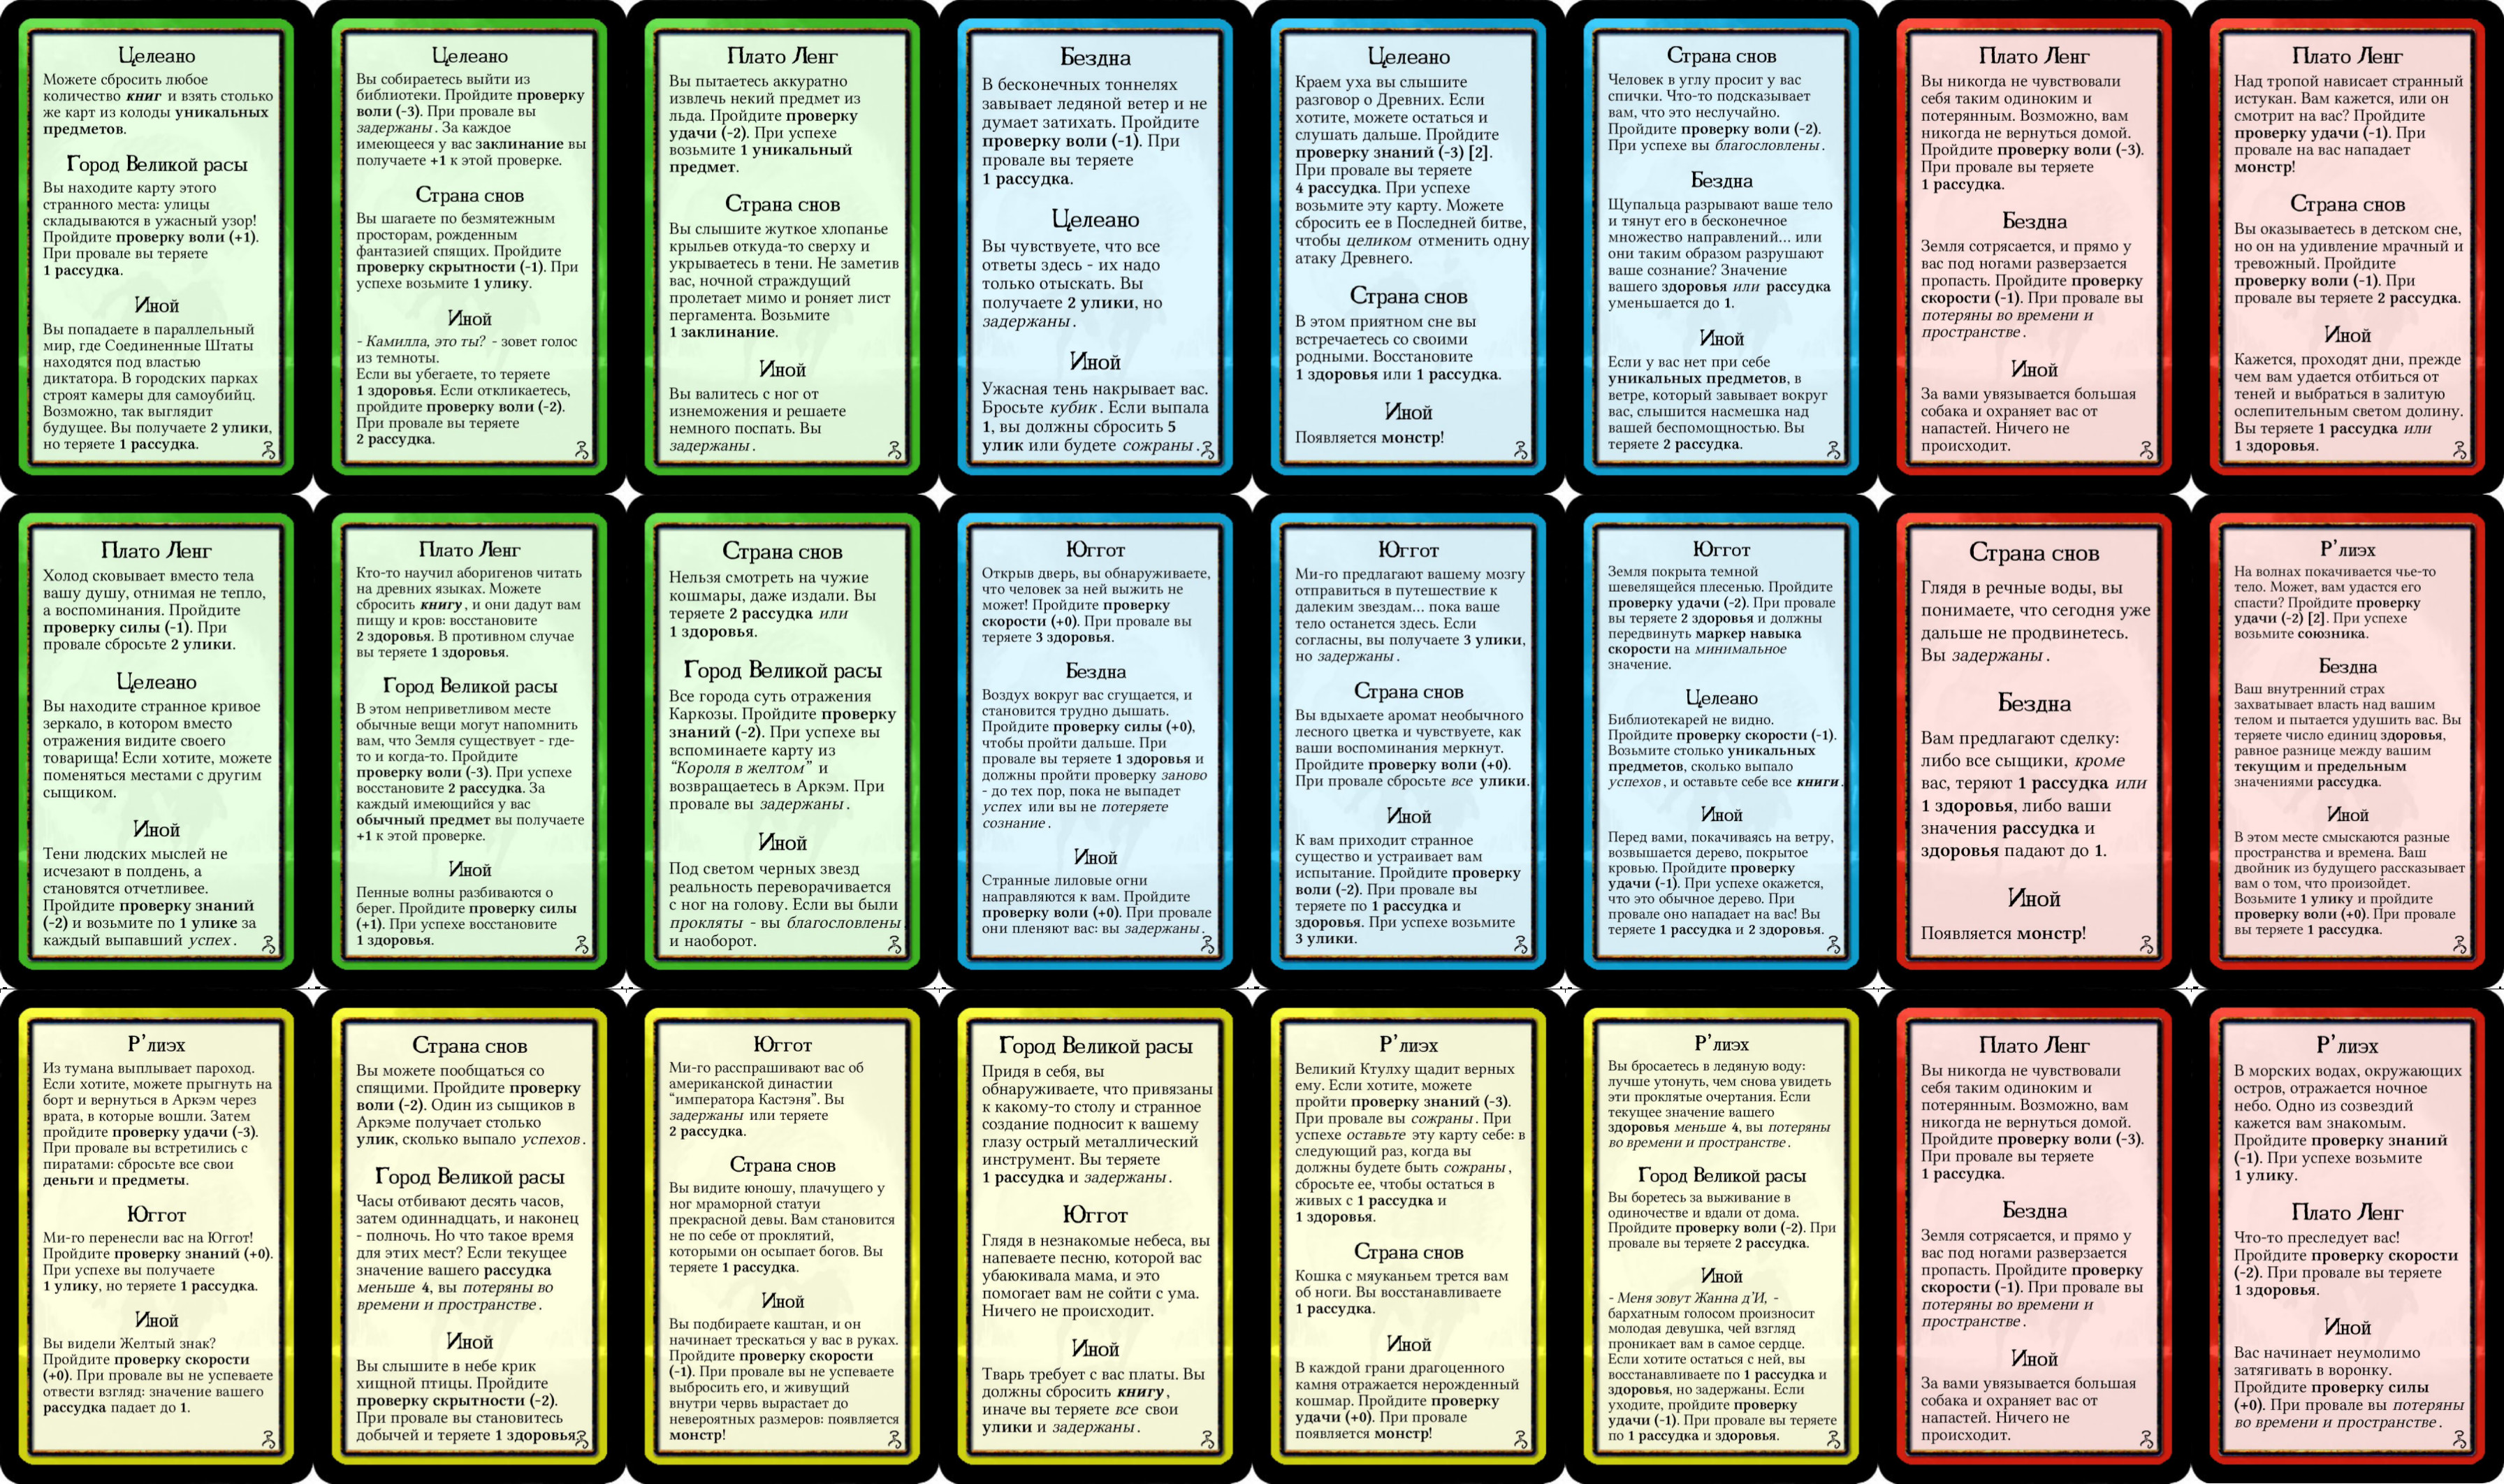 Целеано
Можете сбросить любое
количество книг и взять столько
же карт из колоды уникальных
предметов.
Город Великой расы
Вы находите карту этого
странного места: улицы
складываются в ужасный узор!
Пройдите проверку воли (+1).
При провале вы теряете
1 рассудка.
Иной
Вы попадаете в параллельный
мир, где Соединенные Штаты
находятся под властью
диктатора. В городских парках
строят камеры для самоубийц.
Возможно, так выглядит
будущее. Вы получаете 2 улики,
но теряете 1 рассудка.
Целеано
Вы собираетесь выйти из
библиотеки. Пройдите проверку
воли (-3). При провале вы
задержаны. За каждое
имеющееся у вас заклинание вы
получаете +1 к этой проверке.
Страна снов
Вы шагаете по безмятежным
просторам, рожденным
фантазией спящих. Пройдите
проверку скрытности (-1). При
успехе возьмите 1 улику.
Иной
- Камилла, это ты? - зовет голос
из темноты.
Если вы убегаете, то теряете
1 здоровья. Если откликаетесь,
пройдите проверку воли (-2).
При провале вы теряете
2 рассудка.
Плато Ленг
Вы пытаетесь аккуратно
извлечь некий предмет из
льда. Пройдите проверку
удачи (-2). При успехе
возьмите 1 уникальный
предмет.
Страна снов
Вы слышите жуткое хлопанье
крыльев откуда-то сверху и
укрываетесь в тени. Не заметив
вас, ночной страждущий
пролетает мимо и роняет лист
пергамента. Возьмите
1 заклинание.
Иной
Вы валитесь с ног от
изнеможения и решаете
немного поспать. Вы
задержаны.
Бездна
В бесконечных тоннелях
завывает ледяной ветер и не
думает затихать. Пройдите
проверку воли (-1). При
провале вы теряете
1 рассудка.
Целеано
Вы чувствуете, что все
ответы здесь - их надо
только отыскать. Вы
получаете 2 улики, но
задержаны.
Иной
Ужасная тень накрывает вас.
Бросьте кубик. Если выпала
1, вы должны сбросить 5
улик или будете сожраны.
Целеано
Краем уха вы слышите
разговор о Древних. Если
хотите, можете остаться и
слушать дальше. Пройдите
проверку знаний (-3) [2].
При провале вы теряете
4 рассудка. При успехе
возьмите эту карту. Можете
сбросить ее в Последней битве,
чтобы целиком отменить одну
атаку Древнего.
Страна снов
В этом приятном сне вы
встречаетесь со своими
родными. Восстановите
1 здоровья или 1 рассудка.
Иной
Появляется монстр!
Страна снов
Человек в углу просит у вас
спички. Что-то подсказывает
вам, что это неслучайно.
Пройдите проверку воли (-2).
При успехе вы благословлены.
Бездна
Щупальца разрывают ваше тело
и тянут его в бесконечное
множество направлений... или
они таким образом разрушают
ваше сознание? Значение
вашего здоровья или рассудка
уменьшается до 1.
Иной
Если у вас нет при себе
уникальных предметов, в
ветре, который завывает вокруг
вас, слышится насмешка над
вашей беспомощностью. Вы
теряете 2 рассудка.
Плато Ленг
Вы никогда не чувствовали
себя таким одиноким и
потерянным. Возможно, вам
никогда не вернуться домой.
Пройдите проверку воли (-3).
При провале вы теряете
1 рассудка.
Бездна
Земля сотрясается, и прямо у
вас под ногами разверзается
пропасть. Пройдите проверку
скорости (-1). При провале вы
потеряны во времени и
пространстве.
Иной
За вами увязывается большая
собака и охраняет вас от
напастей. Ничего не
происходит.
Плато Ленг
Над тропой нависает странный
истукан. Вам кажется, или он
смотрит на вас? Пройдите
проверку удачи (-1). При
провале на вас нападает
монстр!
Страна снов
Вы оказываетесь в детском сне,
но он на удивление мрачный и
тревожный. Пройдите
проверку воли (-1). При
провале вы теряете 2 рассудка.
Иной
Кажется, проходят дни, прежде
чем вам удается отбиться от
теней и выбраться в залитую
ослепительным светом долину.
Вы теряете 1 рассудка или
1 здоровья.
Плато Ленг
Холод сковывает вместо тела
вашу душу, отнимая не тепло,
а воспоминания. Пройдите
проверку силы (-1). При
провале сбросьте 2 улики.
Целеано
Вы находите странное кривое
зеркало, в котором вместо
отражения видите своего
товарища! Если хотите, можете
поменяться местами с другим
сыщиком.
Иной
Тени людских мыслей не
исчезают в полдень, а
становятся отчетливее.
Пройдите проверку знаний
(-2) и возьмите по 1 улике за
каждый выпавший успех.
Плато Ленг
Кто-то научил аборигенов читать
на древних языках. Можете
сбросить книгу, и они дадут вам
пищу и кров: восстановите
2 здоровья. В противном случае
вы теряете 1 здоровья.
Город Великой расы
В этом неприветливом месте
обычные вещи могут напомнить
вам, что Земля существует - где-
то и когда-то. Пройдите
проверку воли (-3). При успехе
восстановите 2 рассудка. За
каждый имеющийся у вас
обычный предмет вы получаете
+1 к этой проверке.
Иной
Пенные волны разбиваются о
берег. Пройдите проверку силы
(+1). При успехе восстановите
1 здоровья.
Страна снов
Нельзя смотреть на чужие
кошмары, даже издали. Вы
теряете 2 рассудка или
1 здоровья.
Город Великой расы
Все города суть отражения
Каркозы. Пройдите проверку
знаний (-2). При успехе вы
вспоминаете карту из
“Короля в желтом” и
возвращаетесь в Аркэм. При
провале вы задержаны.
Иной
Под светом черных звезд
реальность переворачивается
с ног на голову. Если вы были
прокляты - вы благословлены
и наоборот.
Юггот
Открыв дверь, вы обнаруживаете,
что человек за ней выжить не
может! Пройдите проверку
скорости (+0). При провале вы
теряете 3 здоровья.
Бездна
Воздух вокруг вас сгущается, и
становится трудно дышать.
Пройдите проверку силы (+0),
чтобы пройти дальше. При
провале вы теряете 1 здоровья и
должны пройти проверку заново
- до тех пор, пока не выпадет
успех или вы не потеряете
сознание.
Иной
Странные лиловые огни
направляются к вам. Пройдите
проверку воли (+0). При провале
они пленяют вас: вы задержаны.
Юггот
Ми-го предлагают вашему мозгу
отправиться в путешествие к
далеким звездам... пока ваше
тело останется здесь. Если
согласны, вы получаете 3 улики,
но задержаны.
Страна снов
Вы вдыхаете аромат необычного
лесного цветка и чувствуете, как
ваши воспоминания меркнут.
Пройдите проверку воли (+0).
При провале сбросьте все улики.
Иной
К вам приходит странное
существо и устраивает вам
испытание. Пройдите проверку
воли (-2). При провале вы
теряете по 1 рассудка и
здоровья. При успехе возьмите
3 улики.
Юггот
Земля покрыта темной
шевелящейся плесенью. Пройдите
проверку удачи (-2). При провале
вы теряете 2 здоровья и должны
передвинуть маркер навыка
скорости на минимальное
значение.
Целеано
Библиотекарей не видно.
Пройдите проверку скорости (-1).
Возьмите столько уникальных
предметов, сколько выпало
успехов, и оставьте себе все книги.
Иной
Перед вами, покачиваясь на ветру,
возвышается дерево, покрытое
кровью. Пройдите проверку
удачи (-1). При успехе окажется,
что это обычное дерево. При
провале оно нападает на вас! Вы
теряете 1 рассудка и 2 здоровья.
Страна снов
Глядя в речные воды, вы
понимаете, что сегодня уже
дальше не продвинетесь.
Вы задержаны.
Бездна
Вам предлагают сделку:
либо все сыщики, кроме
вас, теряют 1 рассудка или
1 здоровья, либо ваши
значения рассудка и
здоровья падают до 1.
Иной
Появляется монстр!
Р’лиэх
На волнах покачивается чье-то
тело. Может, вам удастся его
спасти? Пройдите проверку
удачи (-2) [2]. При успехе
возьмите союзника.
Бездна
Ваш внутренний страх
захватывает власть над вашим
телом и пытается удушить вас. Вы
теряете число единиц здоровья,
равное разнице между вашим
текущим и предельным
значениями рассудка.
Иной
В этом месте смыскаются разные
пространства и времена. Ваш
двойник из будущего рассказывает
вам о том, что произойдет.
Возьмите 1 улику и пройдите
проверку воли (+0). При провале
вы теряете 1 рассудка.
Р’лиэх
Из тумана выплывает пароход.
Если хотите, можете прыгнуть на
борт и вернуться в Аркэм через
врата, в которые вошли. Затем
пройдите проверку удачи (-3).
При провале вы встретились с
пиратами: сбросьте все свои
деньги и предметы.
Юггот
Ми-го перенесли вас на Юггот!
Пройдите проверку знаний (+0).
При успехе вы получаете
1 улику, но теряете 1 рассудка.
Иной
Вы видели Желтый знак?
Пройдите проверку скорости
(+0). При провале вы не успеваете
отвести взгляд: значение вашего
рассудка падает до 1.
Страна снов
Вы можете пообщаться со
спящими. Пройдите проверку
воли (-2). Один из сыщиков в
Аркэме получает столько
улик, сколько выпало успехов.
Город Великой расы
Часы отбивают десять часов,
затем одиннадцать, и наконец
- полночь. Но что такое время
для этих мест? Если текущее
значение вашего рассудка
меньше 4, вы потеряны во
времени и пространстве.
Иной
Вы слышите в небе крик
хищной птицы. Пройдите
проверку скрытности (-2).
При провале вы становитесь
добычей и теряете 1 здоровья.
Юггот
Ми-го расспрашивают вас об
американской династии
“императора Кастэня”. Вы
задержаны или теряете
2 рассудка.
Страна снов
Вы видите юношу, плачущего у
ног мраморной статуи
прекрасной девы. Вам становится
не по себе от проклятий,
которыми он осыпает богов. Вы
теряете 1 рассудка.
Иной
Вы подбираете каштан, и он
начинает трескаться у вас в руках.
Пройдите проверку скорости
(-1). При провале вы не успеваете
выбросить его, и живущий
внутри червь вырастает до
невероятных размеров: появляется
монстр!
Город Великой расы
Придя в себя, вы
обнаруживаете, что привязаны
к какому-то столу и странное
создание подносит к вашему
глазу острый металлический
инструмент. Вы теряете
1 рассудка и задержаны.
Юггот
Глядя в незнакомые небеса, вы
напеваете песню, которой вас
убаюкивала мама, и это
помогает вам не сойти с ума.
Ничего не происходит.
Иной
Тварь требует с вас платы. Вы
должны сбросить книгу,
иначе вы теряете все свои
улики и задержаны.
Р’лиэх
Великий Ктулху щадит верных
ему. Если хотите, можете
пройти проверку знаний (-3).
При провале вы сожраны. При
успехе оставьте эту карту себе: в
следующий раз, когда вы
должны будете быть сожраны,
сбросьте ее, чтобы остаться в
живых с 1 рассудка и
1 здоровья.
Страна снов
Кошка с мяуканьем трется вам
об ноги. Вы восстанавливаете
1 рассудка.
Иной
В каждой грани драгоценного
камня отражается нерожденный
кошмар. Пройдите проверку
удачи (+0). При провале
появляется монстр!
Р’лиэх
Вы бросаетесь в ледяную воду:
лучше утонуть, чем снова увидеть
эти проклятые очертания. Если
текущее значение вашего
здоровья меньше 4, вы потеряны
во времени и пространстве.
Город Великой расы
Вы боретесь за выживание в
одиночестве и вдали от дома.
Пройдите проверку воли (-2). При
провале вы теряете 2 рассудка.
Иной
- Меня зовут Жанна д’И, -
бархатным голосом произносит
молодая девушка, чей взгляд
проникает вам в самое сердце.
Если хотите остаться с ней, вы
восстанавливаете по 1 рассудка и
здоровья, но задержаны. Если
уходите, пройдите проверку
удачи (-1). При провале вы теряете
по 1 рассудка и здоровья.
Плато Ленг
Вы никогда не чувствовали
себя таким одиноким и
потерянным. Возможно, вам
никогда не вернуться домой.
Пройдите проверку воли (-3).
При провале вы теряете
1 рассудка.
Бездна
Земля сотрясается, и прямо у
вас под ногами разверзается
пропасть. Пройдите проверку
скорости (-1). При провале вы
потеряны во времени и
пространстве.
Иной
За вами увязывается большая
собака и охраняет вас от
напастей. Ничего не
происходит.
Р’лиэх
В морских водах, окружающих
остров, отражается ночное
небо. Одно из созвездий
кажется вам знакомым.
Пройдите проверку знаний
(-1). При успехе возьмите
1 улику.
Плато Ленг
Что-то преследует вас!
Пройдите проверку скорости
(-2). При провале вы теряете
1 здоровья.
Иной
Вас начинает неумолимо
затягивать в воронку.
Пройдите проверку силы
(+0). При провале вы потеряны
во времени и пространстве.